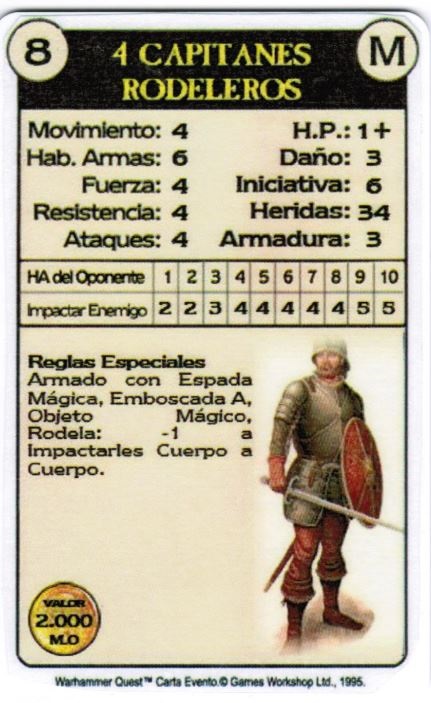 8
4 CAPITANES
RODELEROS
M
Movimiento: 4 H.P.: 1+
Hab. Armas: 6 Daño: 3
Fuerza: 4 Iniciativa: 6
Resistencia: 4 Heridas: 34
Ataques: 4 Armadura: 3
HA del Oponente 1 2 3 4 5 6 7 8 9 10
Impactar Enemigo 2 2 3 4 4 4 4 4 5 5
Reglas Especiales
Armado con Espada
Mágica, Emboscada A,
Objeto Mágico,
Rodela: -1 a
Impactarles Cuerpo a
Cuerpo.
VALOR
2.000
M.O
Warhammer Quest™ Carta Evento.© Games Workshop Ltd., 1995.